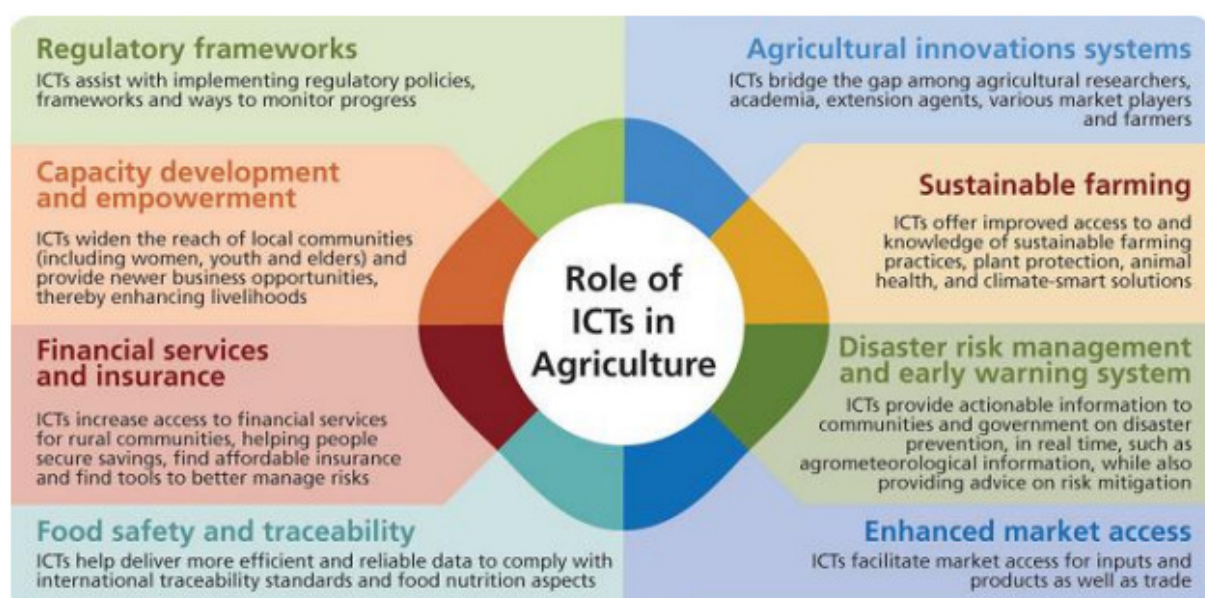 Regulatory frameworks
ICTs assist with implementing regulatory policies,
frameworks and ways to monitor progress
Capacity development
and empowerment
ICTs widen the reach of local communities
(including women, youth and elders) and
provide newer business opportunities,
thereby enhancing livelihoods
Financial services
and insurance
ICTs increase access to financial services
for rural communities, helping people
secure savings, find affordable insurance
and find tools to better manage risks
Food safety and traceability
ICTs help deliver more efficient and reliable data to comply with
international traceability standards and food nutrition aspects
Role of
ICTs in
Agriculture
Agricultural innovations systems
ICTs bridge the gap among agricultural researchers,
academia, extension agents, various market players
and farmers
Sustainable farming
ICTs offer improved access to and
knowledge of sustainable farming
practices, plant protection, animal
health, and climate-smart solutions
Disaster risk management
and early warning system
ICTs provide actionable information to
communities and government on disaster
prevention, in real time, such as
agrometeorological information, while also
providing advice on risk mitigation
Enhanced market access
ICTs facilitate market access for inputs and
products as well as trade